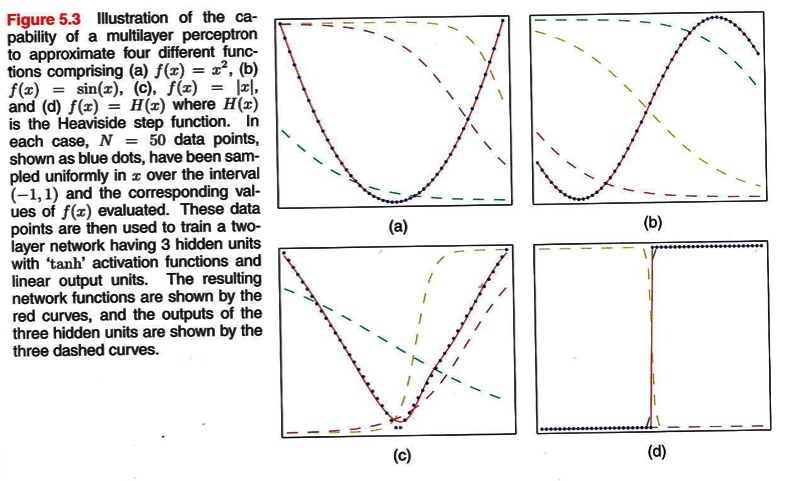 Figure 5.3 Illustration of the ca-
pability of a multilayer perceptron
to approximate four different func-
tions comprising (a) f(x) = x², (b)
f(x) = sin(x), (c), f(x) = |x|,
and (d) f(x) = H(x) where H(x)
is the Heaviside step function. In
each case, N = 50 data points,
shown as blue dots, have been sam-
pled uniformly in x over the interval
(−1, 1) and the corresponding val-
ues of f(x) evaluated. These data
points are then used to train a two-
layer network having 3 hidden units
with ‘tanh’ activation functions and
linear output units. The resulting
network functions are shown by the
red curves, and the outputs of the
three hidden units are shown by the
three dashed curves.
(a)
(b)
(c)
(d)